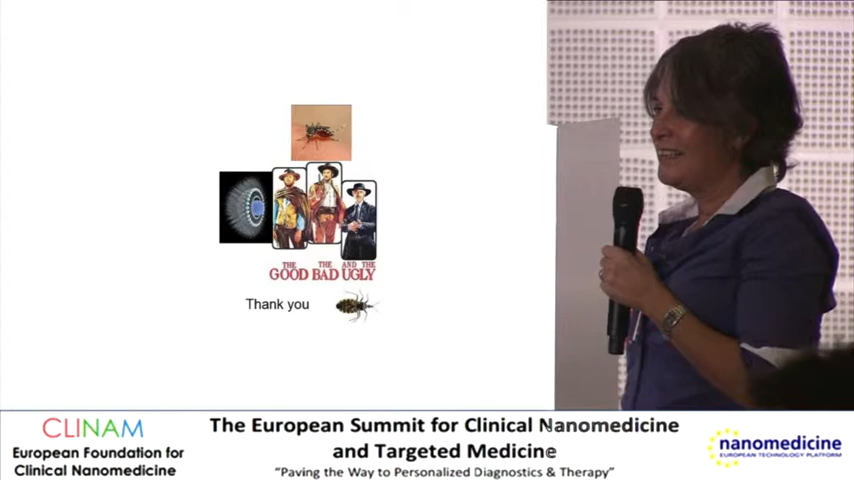 THE THE AND THE
GOOD BAD UGLY
Thank you
CLINAM
European Foundation for
Clinical Nanomedicine
The European Summit for Clinical Nanomedicine
and Targeted Medicine
“Paving the Way to Personalized Diagnostics & Therapy”
nanomedicine
EUROPEAN TECHNOLOGY PLATFORM